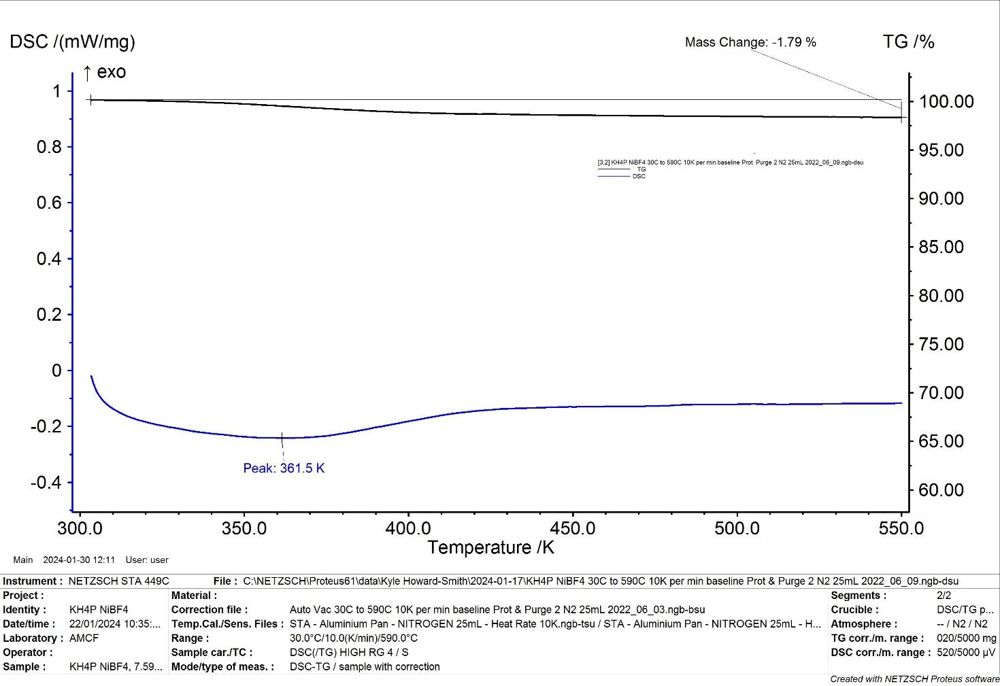 DSC /(mW/mg)
Mass Change: -1.79 %
TG /%
↑ exo
1
0.8
0.6
0.4
0.2
0
-0.2
-0.4
100.00
95.00
90.00
85.00
80.00
75.00
70.00
65.00
60.00
[3.2] KH4P NiBF4 30C to 590C 10K per min baseline Prot Purge 2 N2 25mL 2022_06_09.ngb-dsu
TG
DSC
Peak: 361.5 K
300.0 350.0 400.0 450.0 500.0 550.0
Temperature /K
Main 2024-01-30 12:11 User: user
Instrument : NETZSCH STA 449C File : C:\NETZSCH\Proteus61\data\Kyle Howard-Smith\2024-01-17\KH4P NiBF4 30C to 590C 10K per min baseline Prot & Purge 2 N2 25mL 2022_06_09.ngb-dsu
Project : Material : Segments : 2/2
Identity : KH4P NiBF4 Correction file : Auto Vac 30C to 590C 10K per min baseline Prot & Purge 2 N2 25mL 2022_06_03.ngb-bsu Crucible : DSC/TG p...
Date/time : 22/01/2024 10:35:... Temp.Cal./Sens. Files : STA - Aluminium Pan - NITROGEN 25mL - Heat Rate 10K.ngb-tsu / STA - Aluminium Pan - NITROGEN 25mL - H... Atmosphere : -- / N2 / N2
Laboratory : AMCF Range : 30.0°C/10.0(K/min)/590.0°C TG corr./m. range : 020/5000 mg
Operator : Sample car./TC : DSC(/TG) HIGH RG 4 / S DSC corr./m. range : 520/5000 µV
Sample : KH4P NiBF4, 7.59... Mode/type of meas. : DSC-TG / sample with correction
Created with NETZSCH Proteus software